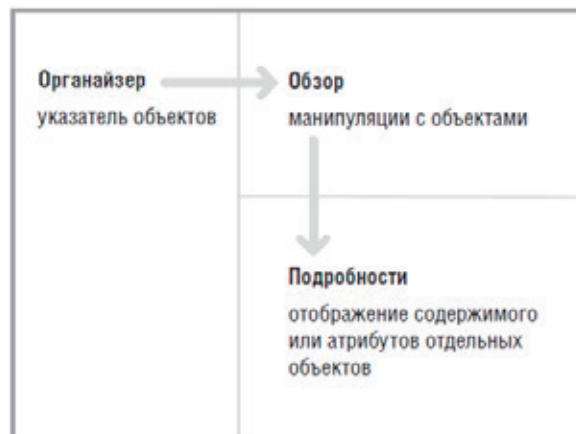 Органайзер
указатель объектов
Обзор
манипуляции с объектами
Подробности
отображение содержимого
или атрибутов отдельных
объектов